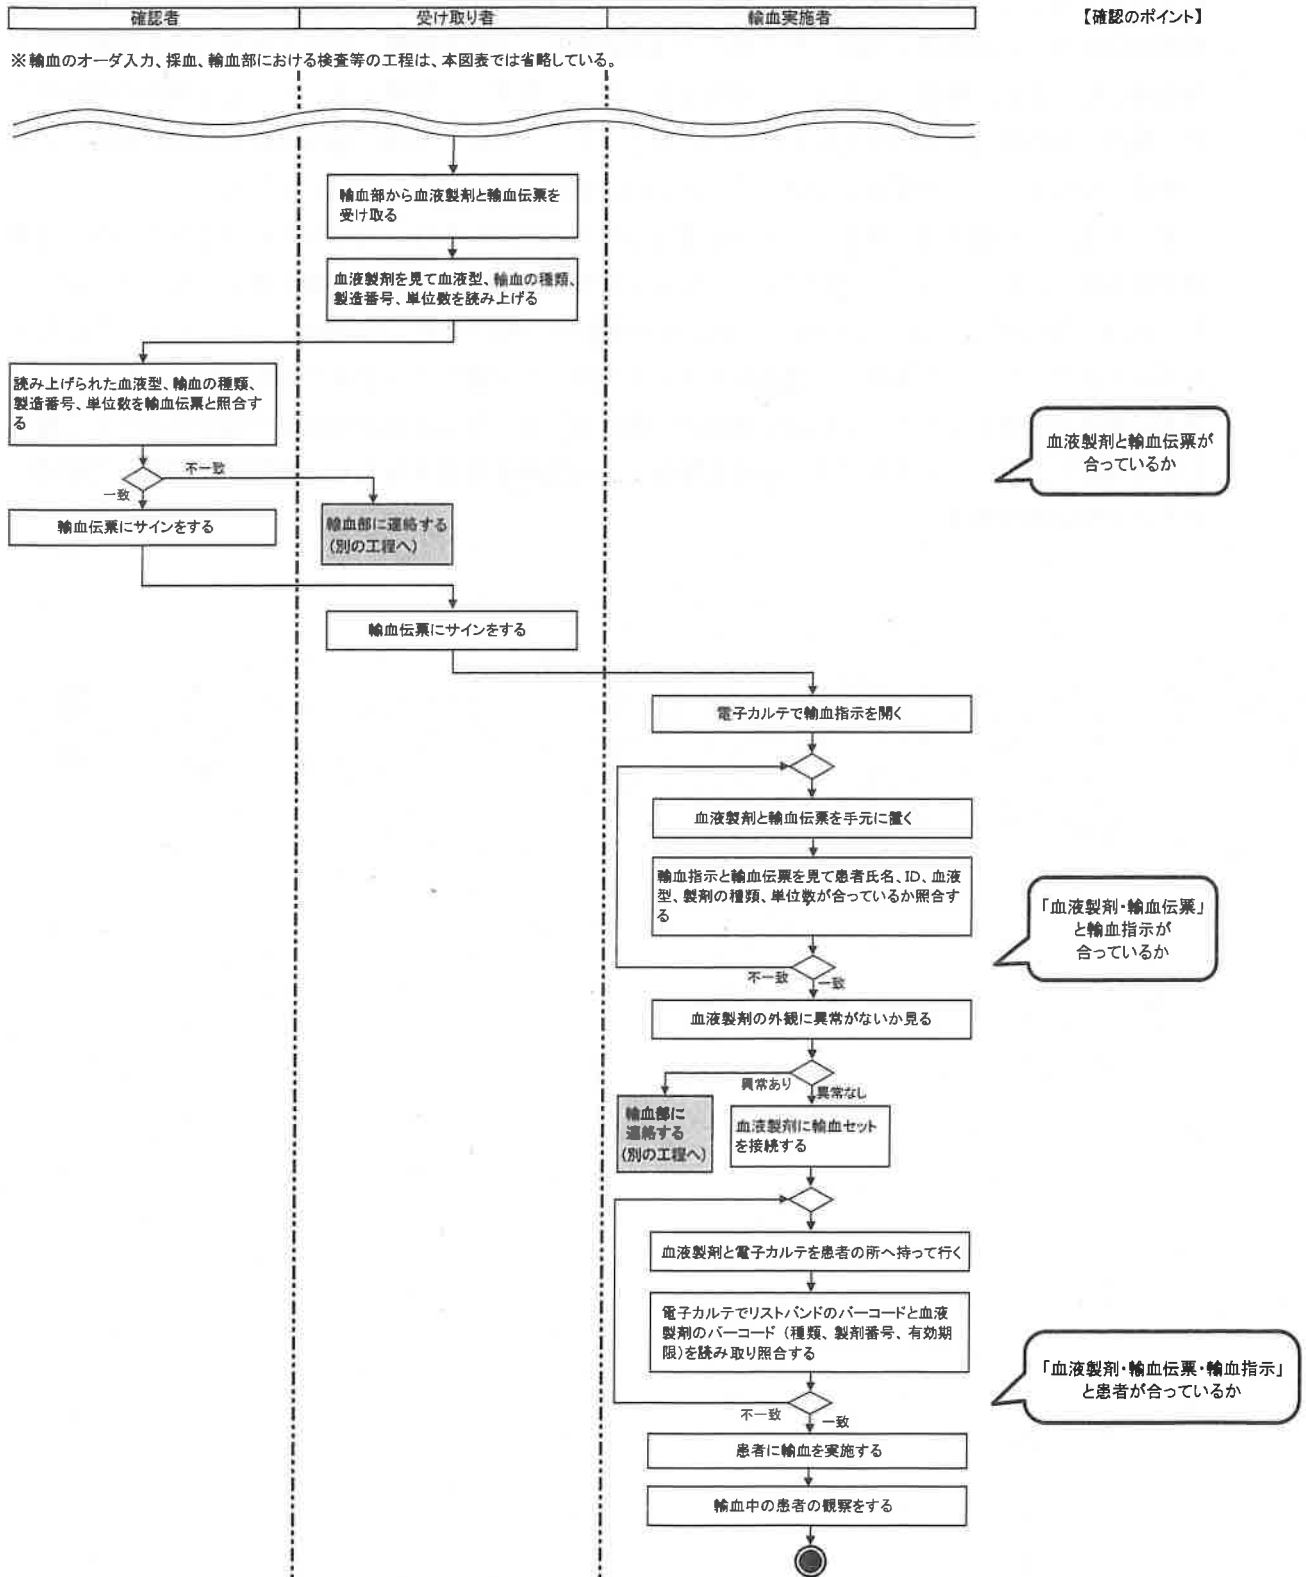 確認者
受け取り者
輸血実施者
【確認のポイント】
※輸血のオーダ入力、採血、輸血部における検査等の工程は、本図表では省略している。
輸血部から血液製剤と輸血伝票を
受け取る
血液製剤を見て血液型、輸血の種類、
製造番号、単位数を読み上げる
読み上げられた血液型、輸血の種類、
製造番号、単位数を輸血伝票と照合す
る
血液製剤と輸血伝票が
合っているか
不一致
一致
輸血伝票にサインをする
輸血部に連絡する
(別の工程へ)
輸血伝票にサインをする
電子カルテで輸血指示を開く
血液製剤と輸血伝票を手元に置く
輸血指示と輸血伝票を見て患者氏名、ID、血液
型、製剤の種類、単位数が合っているか照合す
る
「血液製剤・輸血伝票」
と輸血指示が
合っているか
不一致
一致
血液製剤の外観に異常がないか見る
異常あり
異常なし
輸血部に
連絡する
(別の工程へ)
血液製剤に輸血セット
を接続する
血液製剤と電子カルテを患者の所へ持って行く
電子カルテでリストバンドのバーコードと血液
製剤のバーコード(種類、製剤番号、有効期
限)を読み取り照合する
「血液製剤・輸血伝票・輸血指示」
と患者が合っているか
不一致
一致
患者に輸血を実施する
輸血中の患者の観察をする